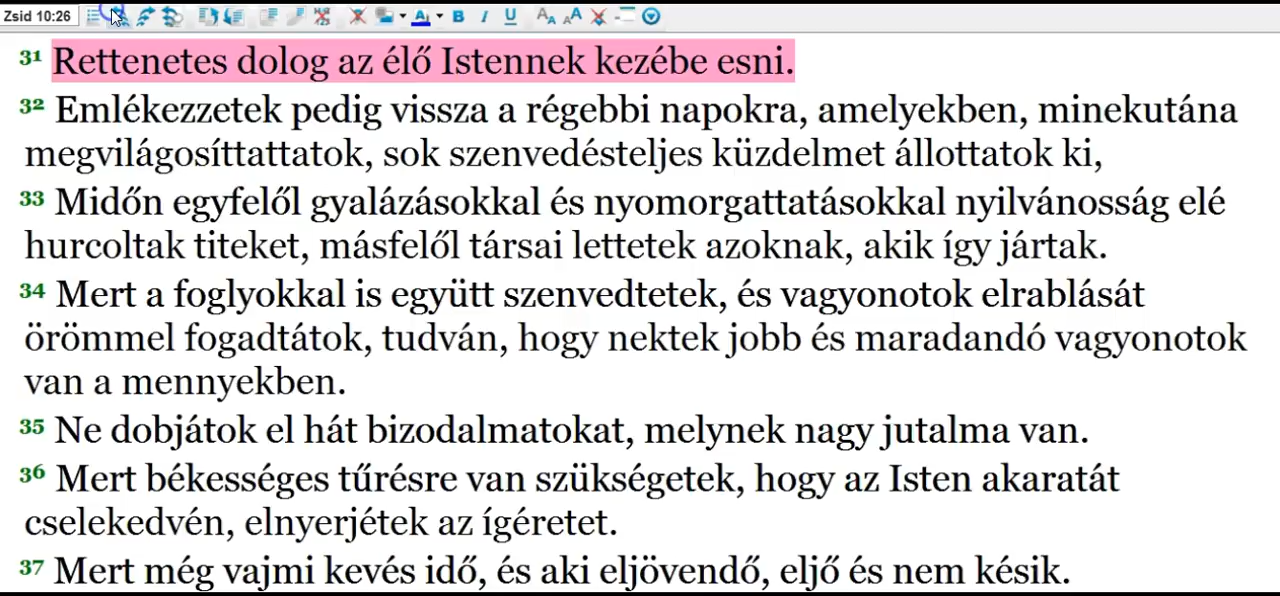 Zsid 10:26
31 Rettenetes dolog az élő Istennek kezébe esni.
32 Emlékezzetek pedig vissza a régebbi napokra, amelyekben, minekutána
megvilágosíttattatok, sok szenvedésteljes küzdelmet állottatok ki,
33 Midőn egyfelől gyalázásokkal és nyomorgattatásokkal nyilvánosság elé
hurcoltak titeket, másfelől társai lettetek azoknak, akik így jártak.
34 Mert a foglyokkal is együtt szenvedtetek, és vagyonotok elrablását
örömmel fogadtátok, tudván, hogy nektek jobb és maradandó vagyonotok
van a mennyekben.
35 Ne dobjátok el hát bizodalmatokat, melynek nagy jutalma van.
36 Mert békességes tűrésre van szükségetek, hogy az Isten akaratát
cselekedvén, elnyerjétek az ígéretet.
37 Mert még vajmi kevés idő, és aki eljövendő, eljő és nem késik.